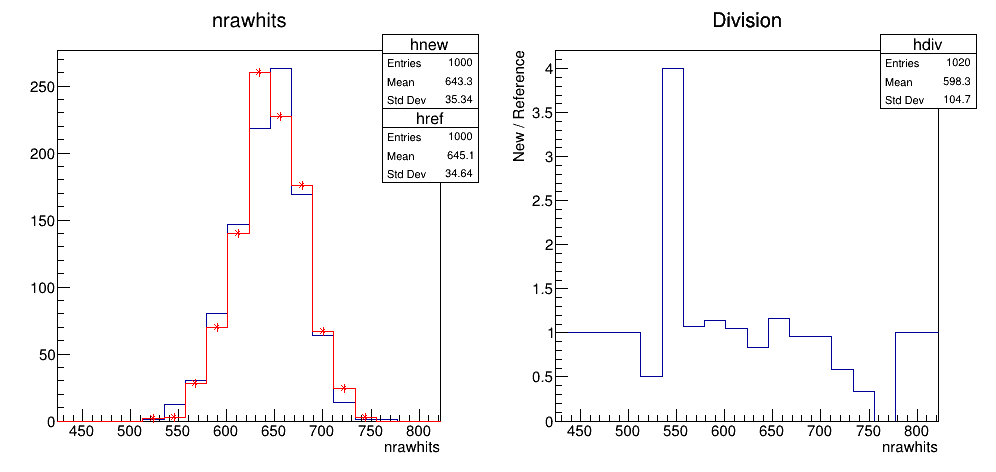 nrawhits
hnew
Entries 1000
Mean 643.3
Std Dev 35.34
href
Entries 1000
Mean 645.1
Std Dev 34.64
250
200
150
100
50
0
450 500 550 600 650 700 750 800
nrawhits
Division
hdiv
Entries 1020
Mean 598.3
Std Dev 104.7
New / Reference
4
3.5
3
2.5
2
1.5
1
0.5
0
450 500 550 600 650 700 750 800
nrawhits